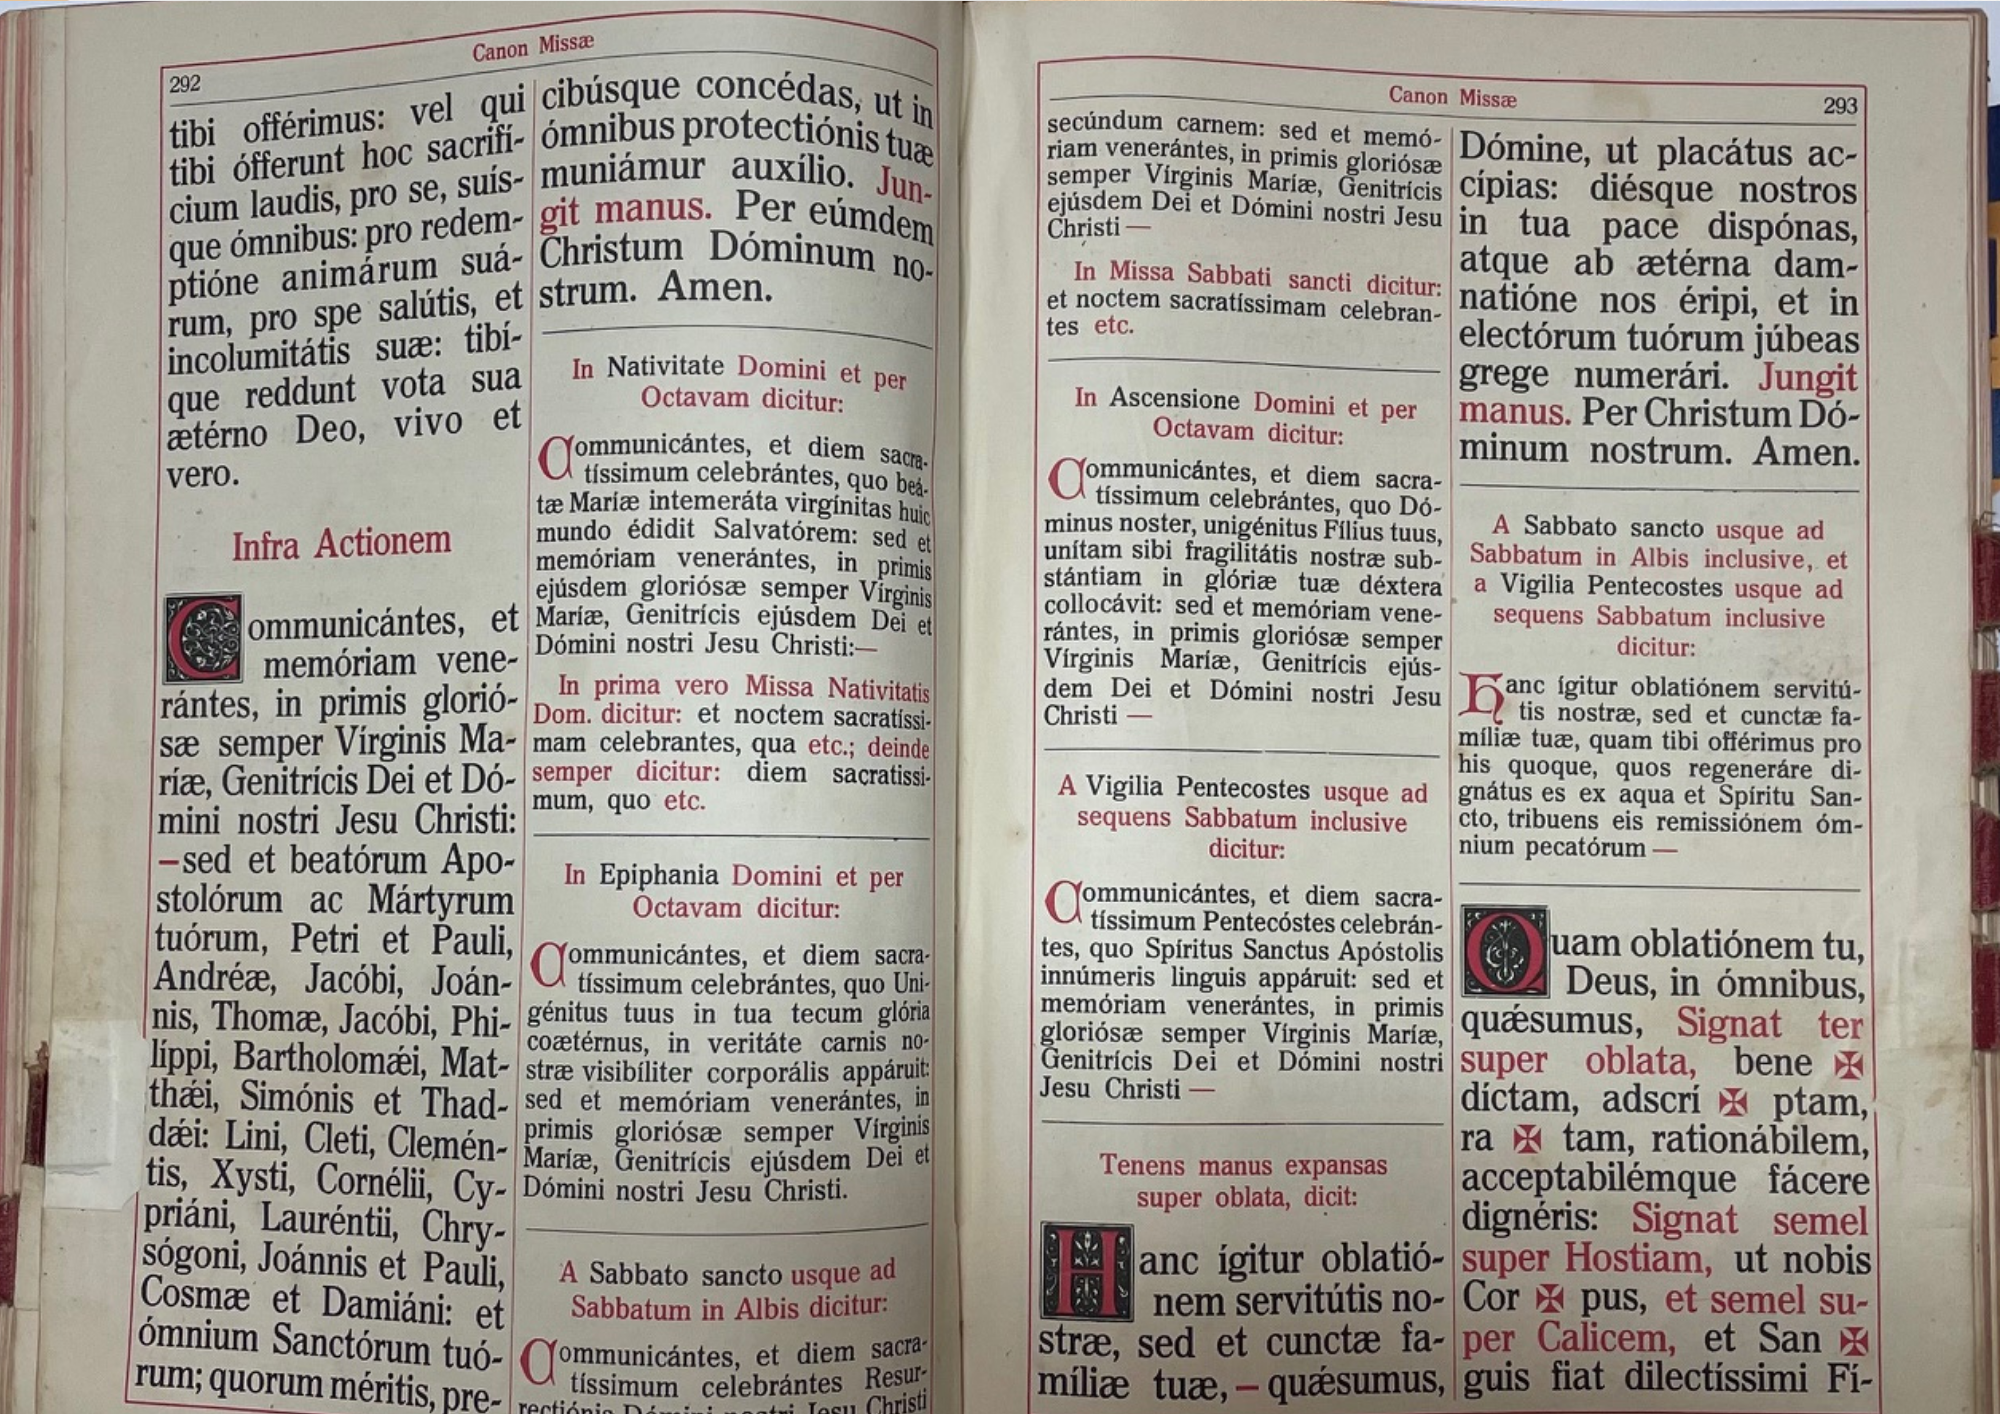 292
Canon Missæ
tibi offérimus: vel qui
tibi ófferunt hoc sacrifí-
cium laudis, pro se, suís-
que ómnibus: pro redem-
ptióne animárum suá-
rum, pro spe salútis, et
incolumitátis suæ: tibí-
que reddunt vota sua
ætérno Deo, vivo et
vero.
Infra Actionem
Communicántes, et
memóriam vene-
rántes, in primis glorió-
sæ semper Vírginis Ma-
ríæ, Genitrícis Dei et Dó-
mini nostri Jesu Christi:
—sed et beatórum Apo-
stolórum ac Mártyrum
tuórum, Petri et Pauli,
Andréæ, Jacóbi, Joán-
nis, Thomæ, Jacóbi, Phi-
líppi, Bartholomǽi, Mat-
thǽi, Simónis et Thad-
dǽi: Lini, Cleti, Clemén-
tis, Xysti, Cornélii, Cy-
priáni, Lauréntii, Chry-
sógoni, Joánnis et Pauli,
Cosmæ et Damiáni: et
ómnium Sanctórum tuó-
rum; quorum méritis, pre-
cibúsque concédas, ut in
ómnibus protectiónis tuæ
muniámur auxílio. Jun-
git manus. Per eúmdem
Christum Dóminum no-
strum. Amen.
In Nativitate Domini et per
Octavam dicitur:
Communicántes, et diem sacra-
tíssimum celebrántes, quo beá-
tæ Maríæ intemeráta virgínitas huic
mundo édidit Salvatórem: sed et
memóriam venerántes, in primis
ejúsdem gloriósæ semper Vírginis
Maríæ, Genitrícis ejúsdem Dei et
Dómini nostri Jesu Christi:—
In prima vero Missa Nativitatis
Dom. dicitur: et noctem sacratíssi-
mam celebrantes, qua etc.; deinde
semper dicitur: diem sacratissi-
mum, quo etc.
In Epiphania Domini et per
Octavam dicitur:
Communicántes, et diem sacra-
tíssimum celebrántes, quo Uni-
génitus tuus in tua tecum glória
coætérnus, in veritáte carnis no-
stræ visibíliter corporális appáruit:
sed et memóriam venerántes, in
primis gloriósæ semper Vírginis
Maríæ, Genitrícis ejúsdem Dei et
Dómini nostri Jesu Christi.
A Sabbato sancto usque ad
Sabbatum in Albis dicitur:
Communicántes, et diem sacra-
tíssimum celebrántes Resur-
rectiónis Dómini nostri Jesu Christi
Canon Missæ
293
secúndum carnem: sed et memó-
riam venerántes, in primis gloriósæ
semper Vírginis Maríæ, Genitrícis
ejúsdem Dei et Dómini nostri Jesu
Christi —
In Missa Sabbati sancti dicitur:
et noctem sacratíssimam celebran-
tes etc.
In Ascensione Domini et per
Octavam dicitur:
Communicántes, et diem sacra-
tíssimum celebrántes, quo Dó-
minus noster, unigénitus Fílius tuus,
unítam sibi fragilitátis nostræ sub-
stántiam in glóriæ tuæ déxtera
collocávit: sed et memóriam vene-
rántes, in primis gloriósæ semper
Vírginis Maríæ, Genitrícis ejús-
dem Dei et Dómini nostri Jesu
Christi —
A Vigilia Pentecostes usque ad
sequens Sabbatum inclusive
dicitur:
Communicántes, et diem sacra-
tíssimum Pentecóstes celebrán-
tes, quo Spíritus Sanctus Apóstolis
innúmeris linguis appáruit: sed et
memóriam venerántes, in primis
gloriósæ semper Vírginis Maríæ,
Genitrícis Dei et Dómini nostri
Jesu Christi —
Tenens manus expansas
super oblata, dicit:
Hanc ígitur oblatió-
nem servitútis no-
stræ, sed et cunctæ fa-
míliæ tuæ, — quǽsumus,
Dómine, ut placátus ac-
cípias: diésque nostros
in tua pace dispónas,
atque ab ætérna dam-
natióne nos éripi, et in
electórum tuórum júbeas
grege numerári. Jungit
manus. Per Christum Dó-
minum nostrum. Amen.
A Sabbato sancto usque ad
Sabbatum in Albis inclusive, et
a Vigilia Pentecostes usque ad
sequens Sabbatum inclusive
dicitur:
Hanc ígitur oblatiónem servitú-
tis nostræ, sed et cunctæ fa-
míliæ tuæ, quam tibi offérimus pro
his quoque, quos regeneráre di-
gnátus es ex aqua et Spíritu San-
cto, tribuens eis remissiónem óm-
nium pecatórum —
Quam oblatiónem tu,
Deus, in ómnibus,
quǽsumus, Signat ter
super oblata, bene ✠
díctam, adscrí ✠ ptam,
ra ✠ tam, rationábilem,
acceptabilémque fácere
dignéris: Signat semel
super Hostiam, ut nobis
Cor ✠ pus, et semel su-
per Calicem, et San ✠
guis fiat dilectíssimi Fí-